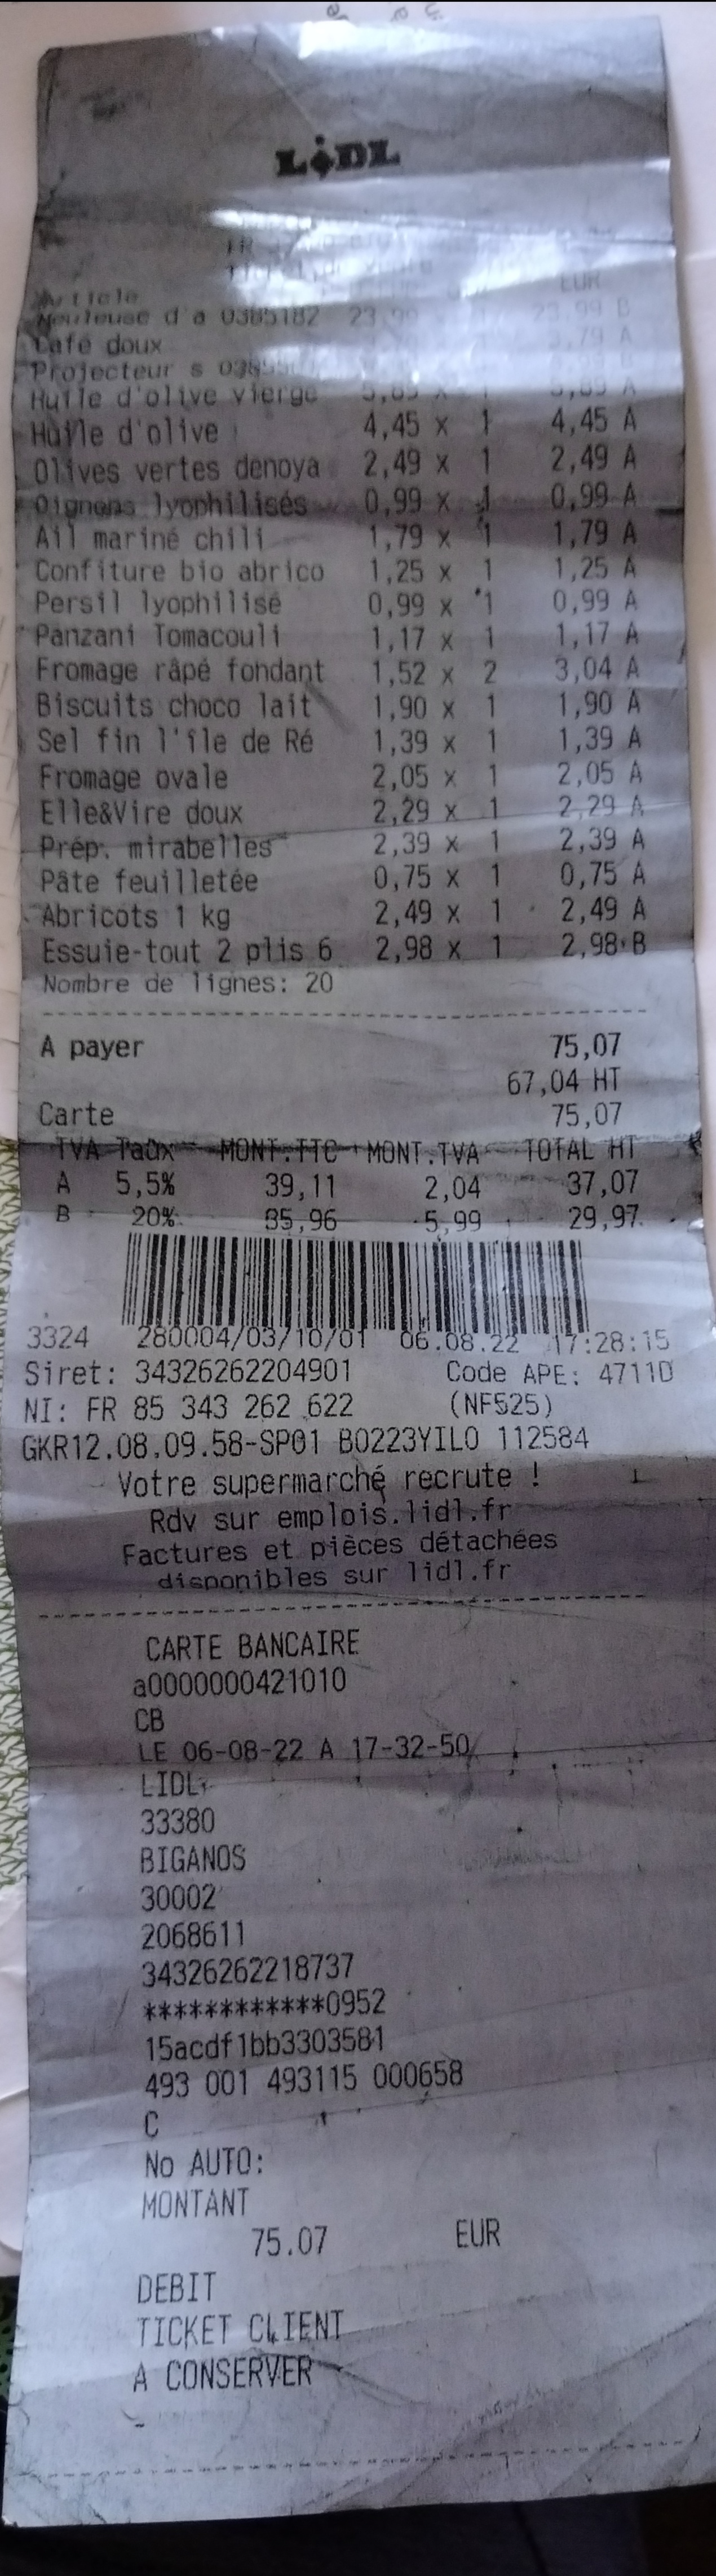 LiDL
EUR
Article
Meuleuse d'a 0385182 23,99 23,99 B
Café doux 3,79 A
Projecteur s
Huile d'olive vierge x 1 A
Huile d'olive 4,45 x 1 4,45 A
Olives vertes denoya 2,49 x 1 2,49 A
Oignons lyophilisés 0,99 x 1 0,99 A
Ail mariné chili 1,79 x 1 1,79 A
Confiture bio abrico 1,25 x 1 1,25 A
Persil lyophilisé 0,99 x 1 0,99 A
Panzani Tomacouli 1,17 x 1 1,17 A
Fromage râpé fondant 1,52 x 2 3,04 A
Biscuits choco lait 1,90 x 1 1,90 A
Sel fin l'île de Ré 1,39 x 1 1,39 A
Fromage ovale 2,05 x 1 2,05 A
Elle&Vire doux 2,29 x 1 2,29 A
Prép. mirabelles 2,39 x 1 2,39 A
Pâte feuilletée 0,75 x 1 0,75 A
Abricots 1 kg 2,49 x 1 2,49 A
Essuie-tout 2 plis 6 2,98 x 1 2,98 B
Nombre de lignes: 20
A payer 75,07
67,04 HT
Carte 75,07
TVA Taux MONT.TTC MONT.TVA TOTAL HT
A 5,5% 39,11 2,04 37,07
B 20% 35,96 5,99 29,97
3324 280004/03/10/01 06.08.22 17:28:15
Siret: 34326262204901 Code APE: 4711D
NI: FR 85 343 262 622 (NF525)
GKR12.08.09.58-SP01 B0223YILO 112584
Votre supermarché recrute !
Rdv sur emplois.lidl.fr
Factures et pièces détachées
disponibles sur lidl.fr
CARTE BANCAIRE
a0000000421010
CB
LE 06-08-22 A 17-32-50
LIDL
33380
BIGANOS
30002
2068611
34326262218737
************0952
15acdf1bb3303581
493 001 493115 000658
C
No AUTO:
MONTANT
75.07 EUR
DEBIT
TICKET CLIENT
A CONSERVER